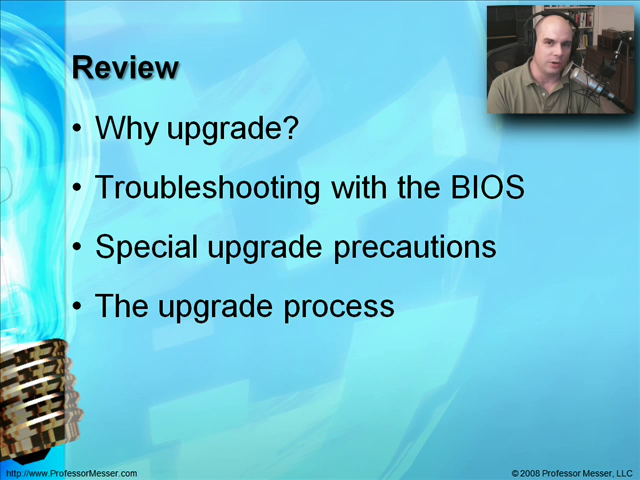 Review
• Why upgrade?
• Troubleshooting with the BIOS
• Special upgrade precautions
• The upgrade process
http://www.ProfessorMesser.com
© 2008 Professor Messer, LLC